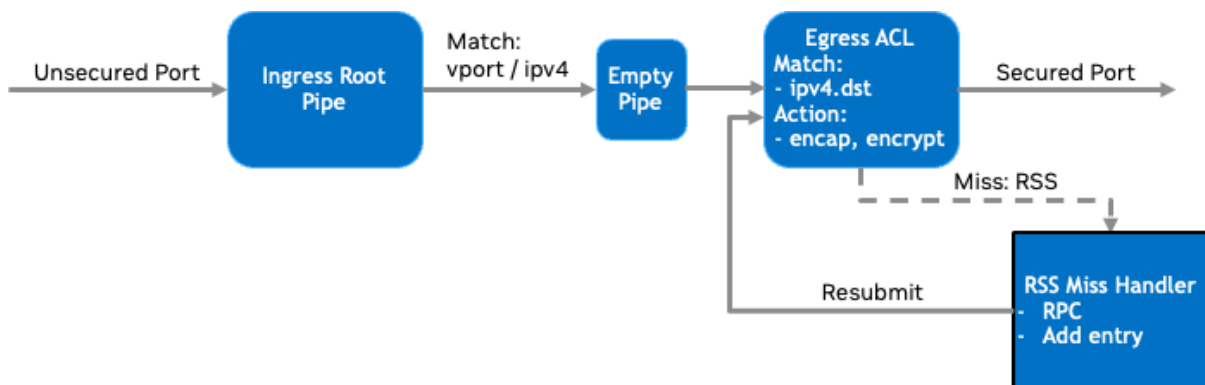 Unsecured Port
Ingress Root
Pipe
Match:
vport / ipv4
Empty
Pipe
Egress ACL
Match:
- ipv4.dst
Action:
- encap, encrypt
Secured Port
Miss: RSS
Resubmit
RSS Miss Handler
- RPC
- Add entry